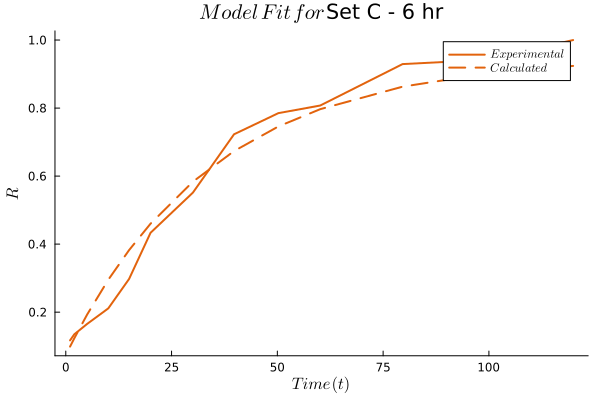 Model Fit for Set C - 6 hr
1.0
Experimental
Calculated
0.8
0.6
R
0.4
0.2
0 25 50 75 100
Time(t)